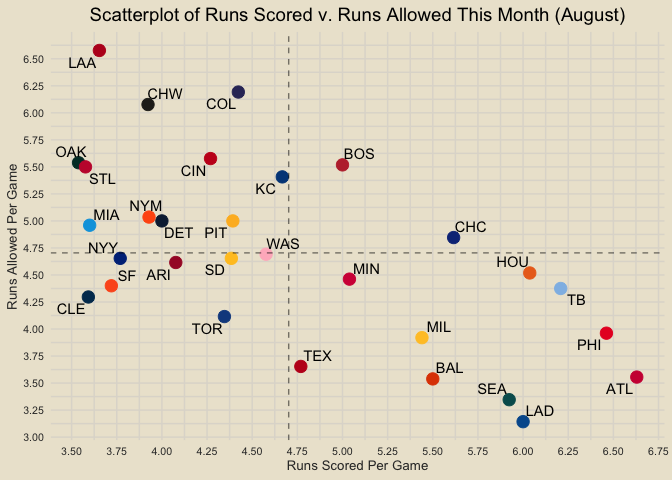 Scatterplot of Runs Scored v. Runs Allowed This Month (August)
Runs Allowed Per Game
6.50
6.25
6.00
5.75
5.50
5.25
5.00
4.75
4.50
4.25
4.00
3.75
3.50
3.25
3.00
LAA
CHW
COL
OAK
STL
CIN
BOS
KC
NYM
MIA
DET
PIT
CHC
WAS
NYY
SF
ARI
SD
MIN
HOU
CLE
TB
TOR
MIL
PHI
TEX
BAL
ATL
SEA
LAD
3.50 3.75 4.00 4.25 4.50 4.75 5.00 5.25 5.50 5.75 6.00 6.25 6.50 6.75
Runs Scored Per Game